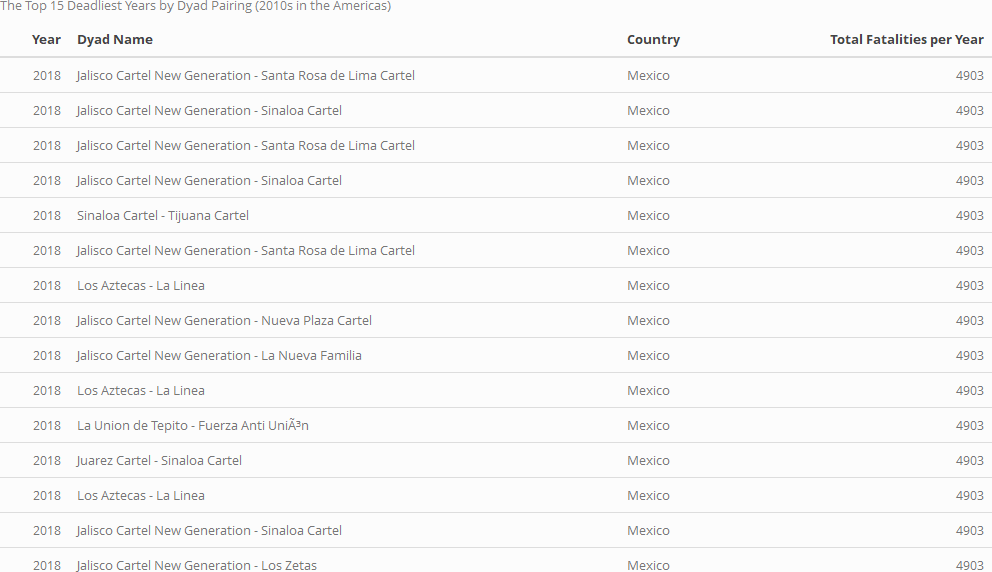 The Top 15 Deadliest Years by Dyad Pairing (2010s in the Americas)
Year Dyad Name Country Total Fatalities per Year
2018 Jalisco Cartel New Generation - Santa Rosa de Lima Cartel Mexico 4903
2018 Jalisco Cartel New Generation - Sinaloa Cartel Mexico 4903
2018 Jalisco Cartel New Generation - Santa Rosa de Lima Cartel Mexico 4903
2018 Jalisco Cartel New Generation - Sinaloa Cartel Mexico 4903
2018 Sinaloa Cartel - Tijuana Cartel Mexico 4903
2018 Jalisco Cartel New Generation - Santa Rosa de Lima Cartel Mexico 4903
2018 Los Aztecas - La Linea Mexico 4903
2018 Jalisco Cartel New Generation - Nueva Plaza Cartel Mexico 4903
2018 Jalisco Cartel New Generation - La Nueva Familia Mexico 4903
2018 Los Aztecas - La Linea Mexico 4903
2018 La Union de Tepito - Fuerza Anti UniÃ³n Mexico 4903
2018 Juarez Cartel - Sinaloa Cartel Mexico 4903
2018 Los Aztecas - La Linea Mexico 4903
2018 Jalisco Cartel New Generation - Sinaloa Cartel Mexico 4903
2018 Jalisco Cartel New Generation - Los Zetas Mexico 4903